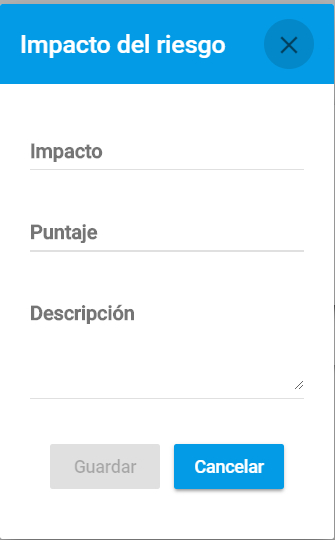 Impacto del riesgo
Impacto
Puntaje
Descripción
Guardar
Cancelar